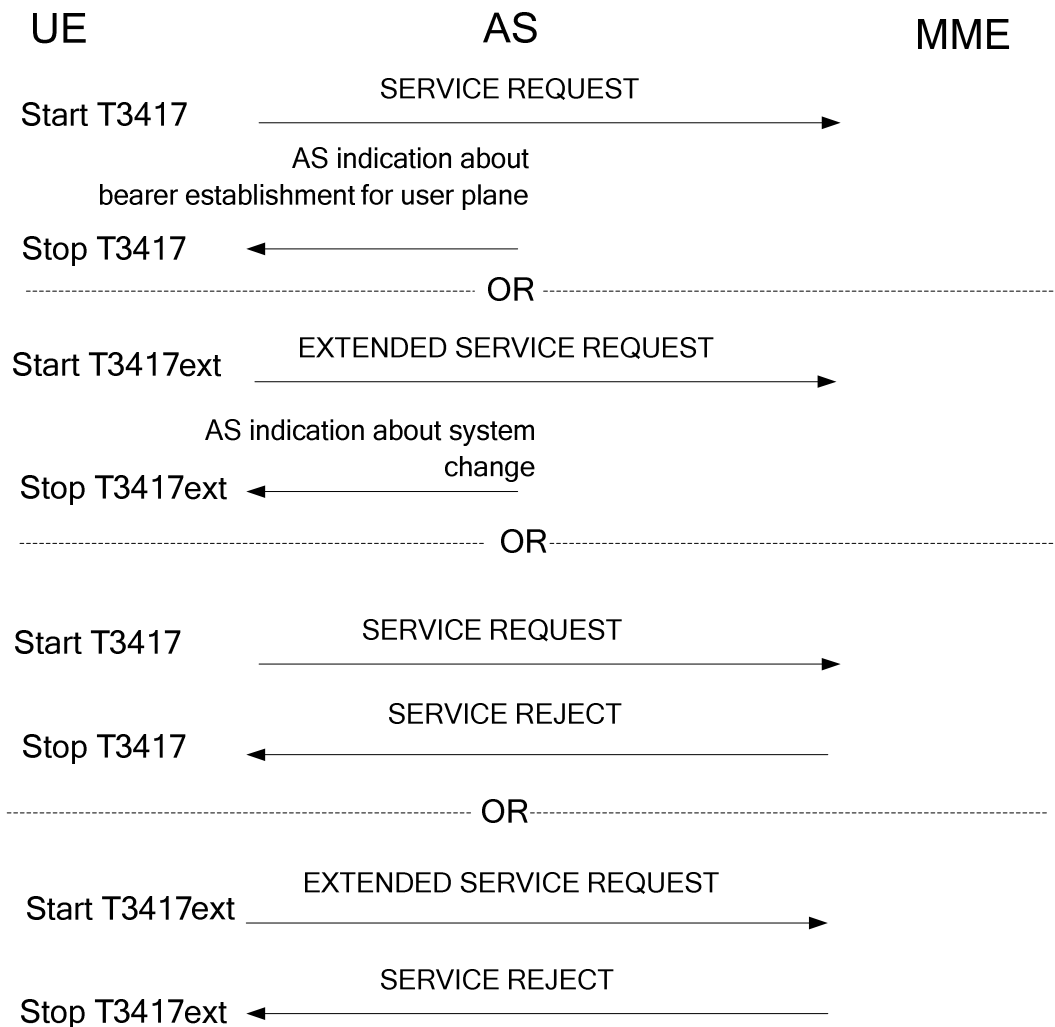 UE AS MME
SERVICE REQUEST
Start T3417
AS indication about
bearer establishment for user plane
Stop T3417
OR
EXTENDED SERVICE REQUEST
Start T3417ext
AS indication about system
change
Stop T3417ext
OR
SERVICE REQUEST
Start T3417
SERVICE REJECT
Stop T3417
OR
EXTENDED SERVICE REQUEST
Start T3417ext
SERVICE REJECT
Stop T3417ext